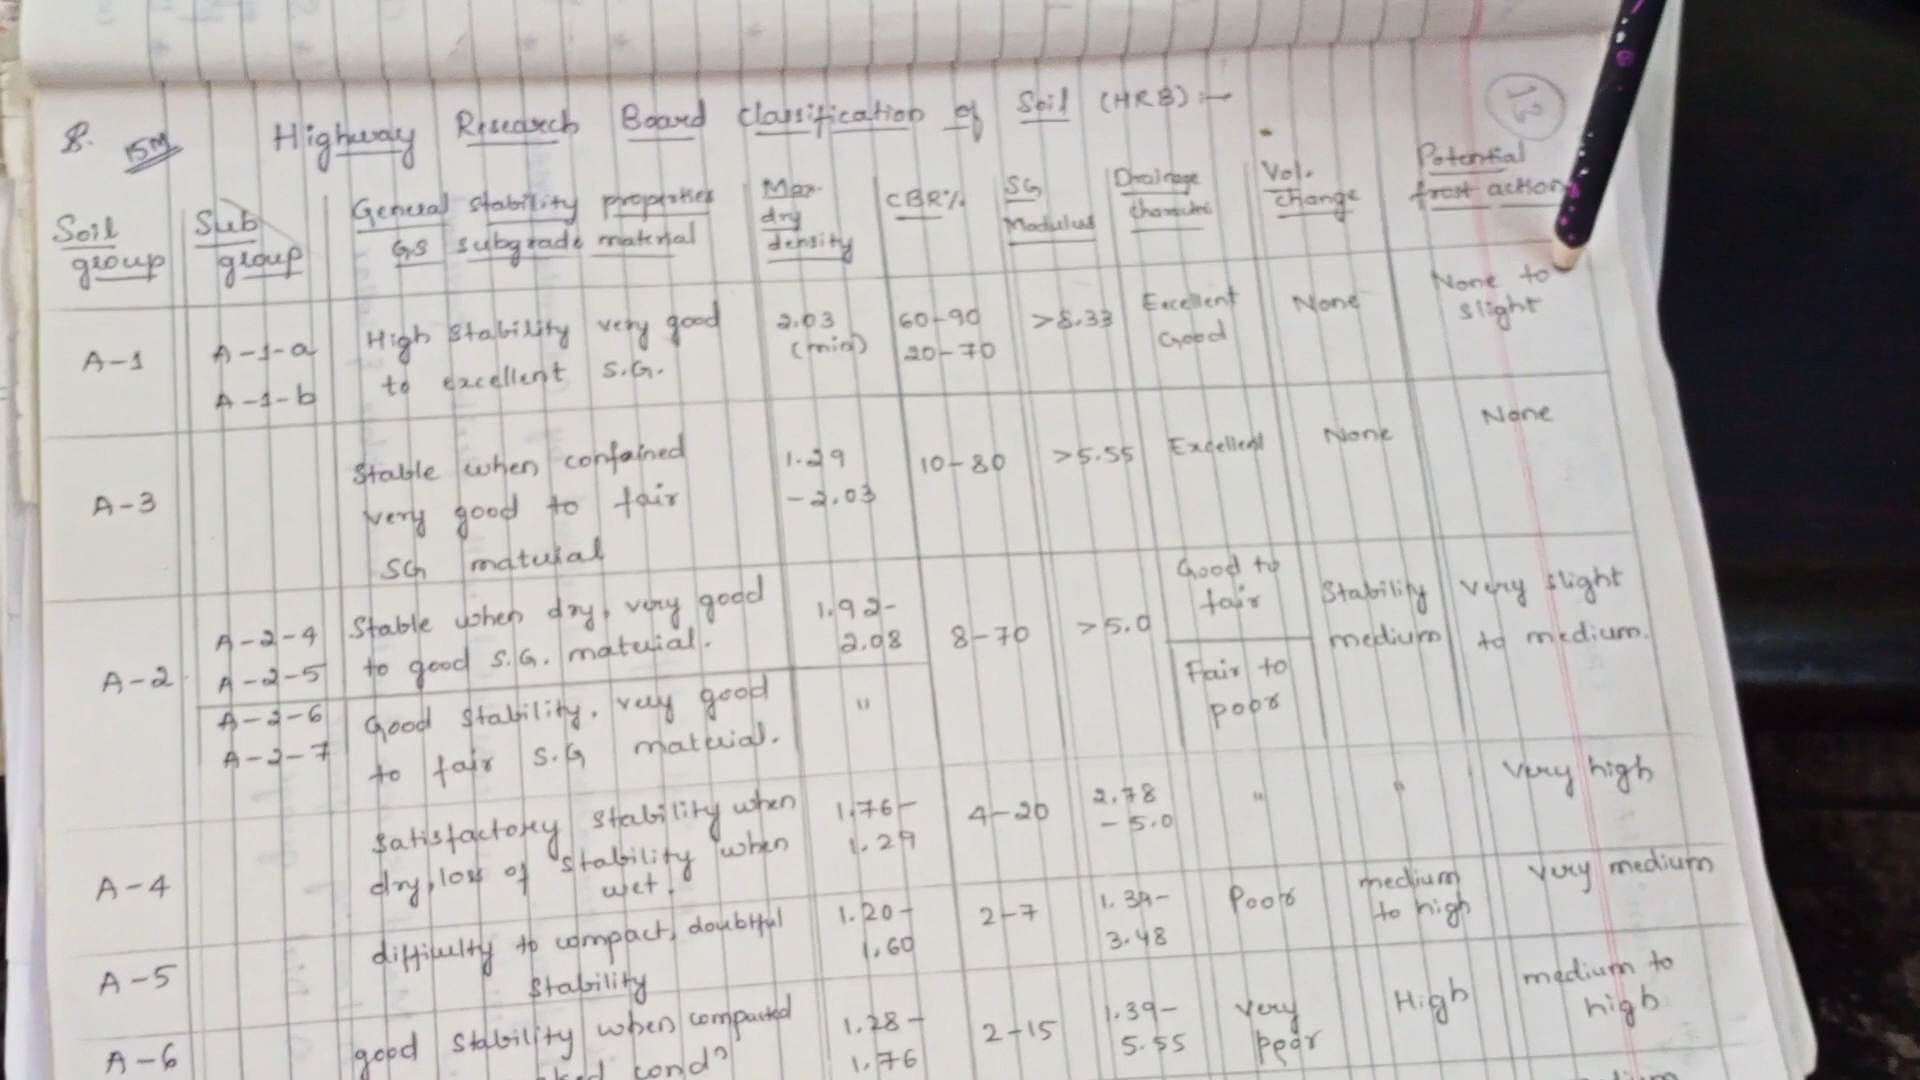 8. 15M Highway Research Board Classification of Soil (HRB) :-
13
Soil group
Sub group
General stability properties
as subgrade material
Max. dry density
CBR%
SG Modulus
Drainage
Vol. change
Potential frost action
A-1
A-1-a
A-1-b
High stability very good
to excellent S.G.
2.03
(min)
60-90
20-70
>8.33
Excellent
Good
None
None to
slight
A-3
Stable when confained
very good to fair
SG matuial
1.29
-2.03
10-80
>5.55
Excellent
None
None
A-2
A-2-4
A-2-5
Stable when dry, very good
to good S.G. matuial.
1.92-
2.08
8-70
>5.0
Good to
fair
Stability
medium
very slight
to medium.
A-2-6
A-2-7
Good stability, very good
to fair S.G matuial.
"
Fair to
poor
A-4
Satisfactory stability when
dry, loss of stability when
wet.
1.76-
1.29
4-20
2.78
-5.0
"
"
very high
A-5
difficulty to compact, doubtful
stability
1.20-
1.60
2-7
1.39-
3.48
Poor
medium
to high
very medium
A-6
good stability when compacted
cond?
1.28-
1.76
2-15
1.39-
5.55
very
poor
High
medium to
high